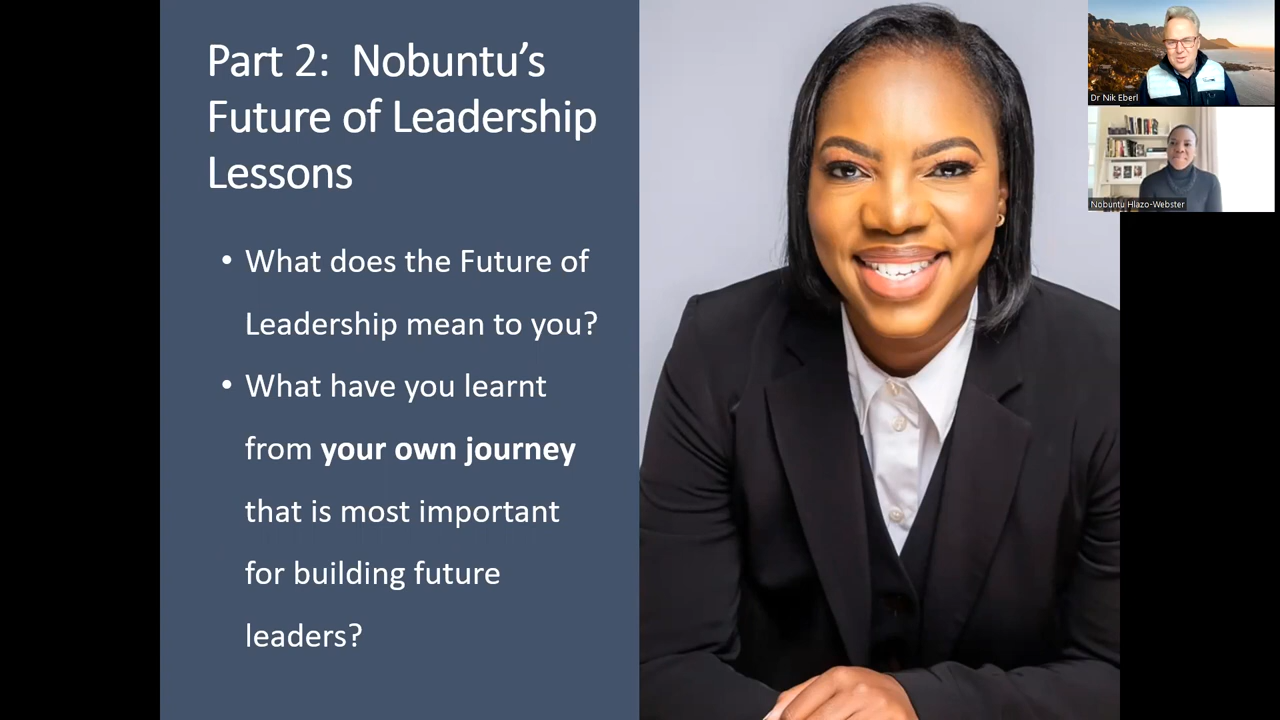 Part 2:  Nobuntu’s
Future of Leadership
Lessons
• What does the Future of
Leadership mean to you?
• What have you learnt
from your own journey
that is most important
for building future
leaders?
Dr Nik Eberl
Nobuntu Hlazo-Webster